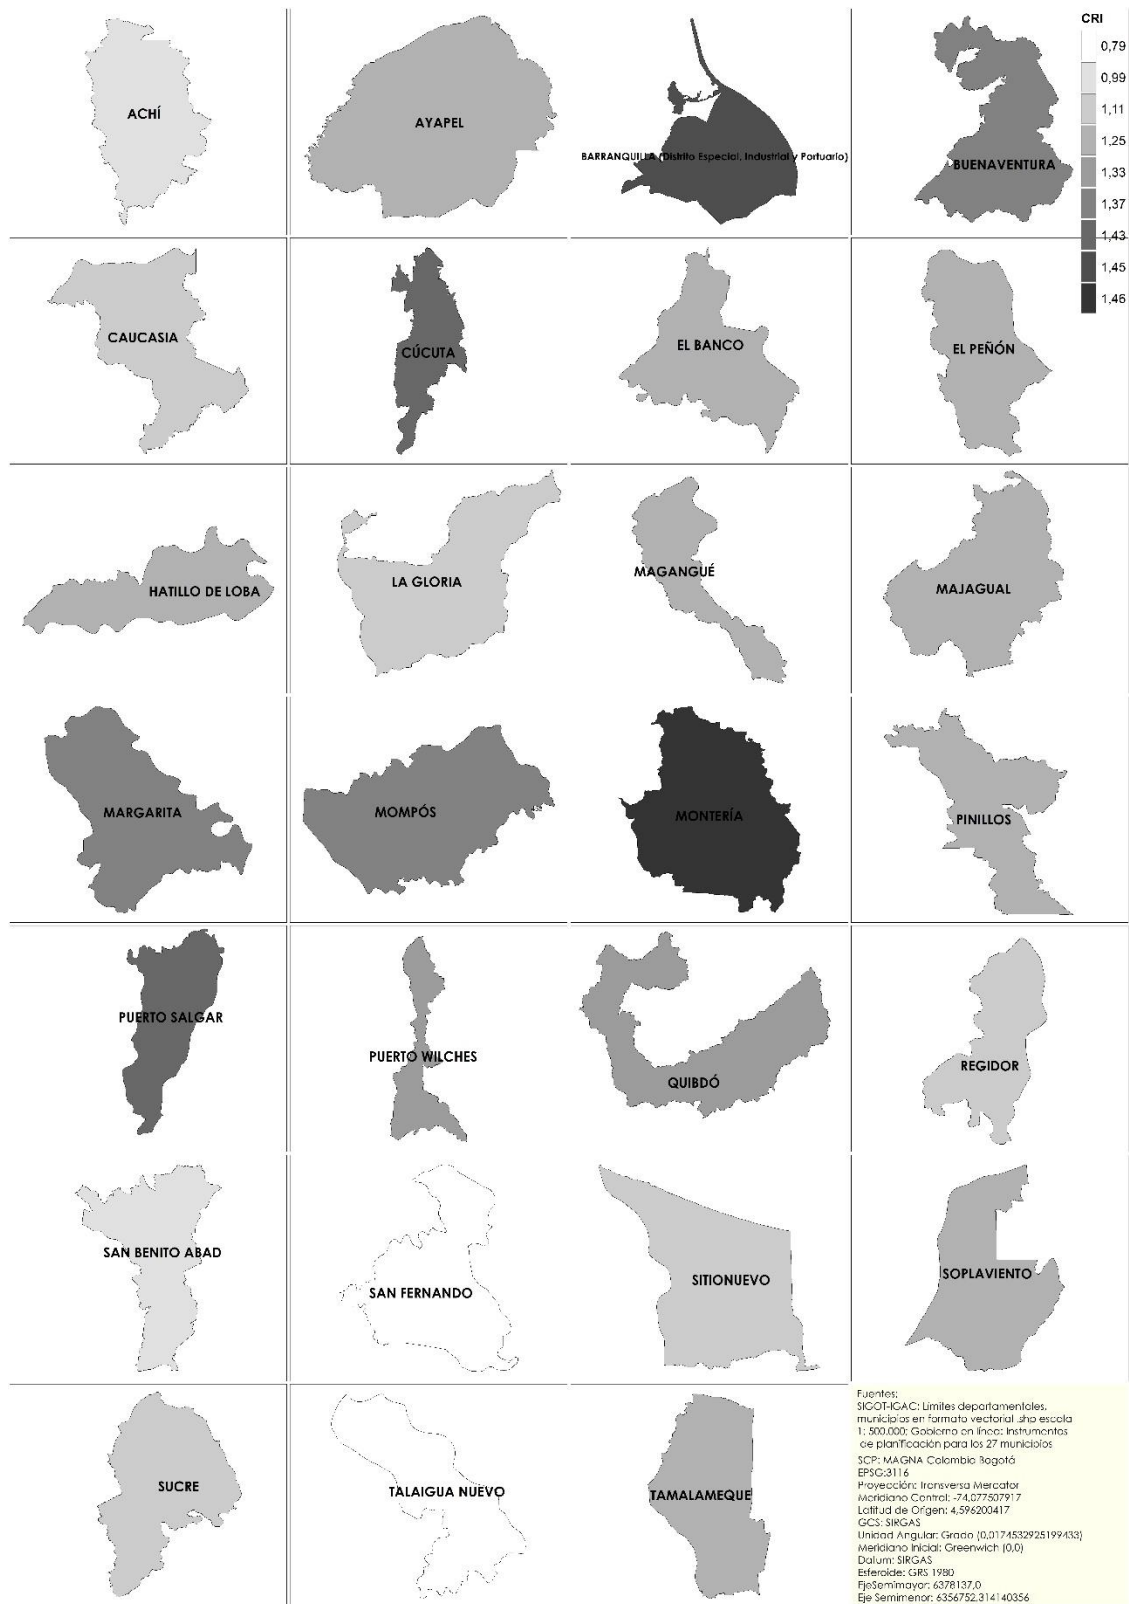 CRI
0,79
0,99
1,11
1,25
1,33
1,37
1,43
1,45
1,46
ACHÍ
AYAPEL
BARRANQUILLA (Distrito Especial, Industrial y Portuario)
BUENAVENTURA
CAUCASIA
CÚCUTA
EL BANCO
EL PEÑÓN
HATILLO DE LOBA
LA GLORIA
MAGANGUÉ
MAJAGUAL
MARGARITA
MOMPÓS
MONTERÍA
PINILLOS
PUERTO SALGAR
PUERTO WILCHES
QUIBDÓ
REGIDOR
SAN BENITO ABAD
SAN FERNANDO
SITIONUEVO
SOPLAVIENTO
SUCRE
TALAIGUA NUEVO
TAMALAMEQUE
Fuentes:
SIGOT-IGAC: Límites departamentales,
municipios en formato vectorial .shp escala
1: 500.000; Gobierno en línea: Instrumentos
de planificación para los 27 municipios
SCP: MAGNA Colombia Bogotá
EPSG:3116
Proyección: Transversa Mercator
Meridiano Central: -74,077507917
Latitud de Origen: 4,596200417
GCS: SIRGAS
Unidad Angular: Grado (0,0174532925199433)
Meridiano Inicial: Greenwich (0,0)
Datum: SIRGAS
Esferoide: GRS 1980
EjeSemimayor: 6378137,0
Eje Semimenor: 6356752,314140356